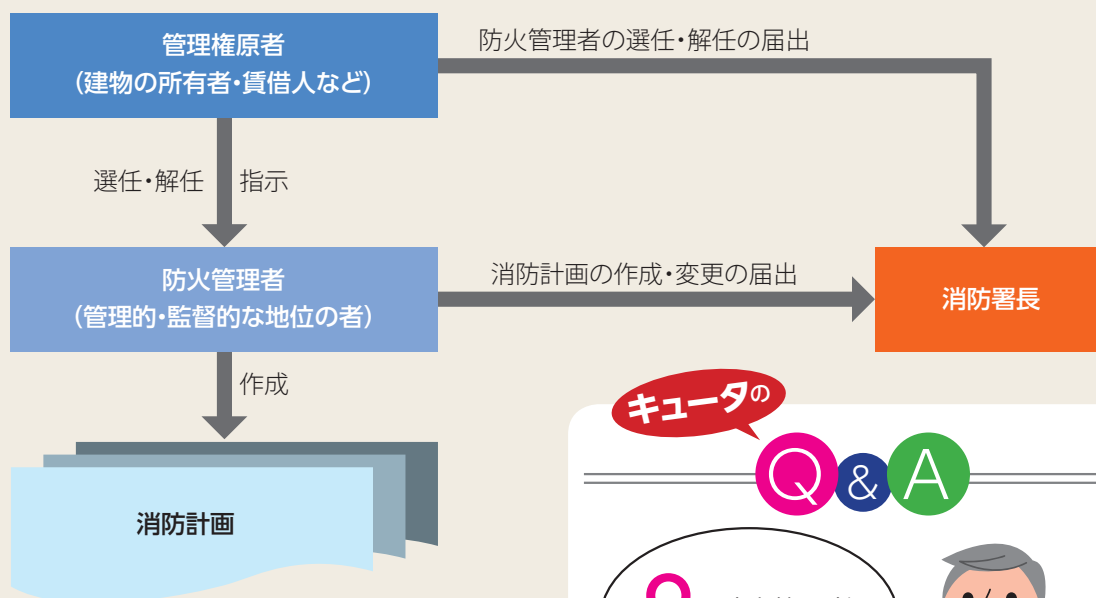 管理権原者
（建物の所有者・賃借人など）
防火管理者の選任・解任の届出
選任・解任
指示
防火管理者
（管理的・監督的な地位の者）
消防計画の作成・変更の届出
消防署長
作成
消防計画
キュータの
Q&A
Q